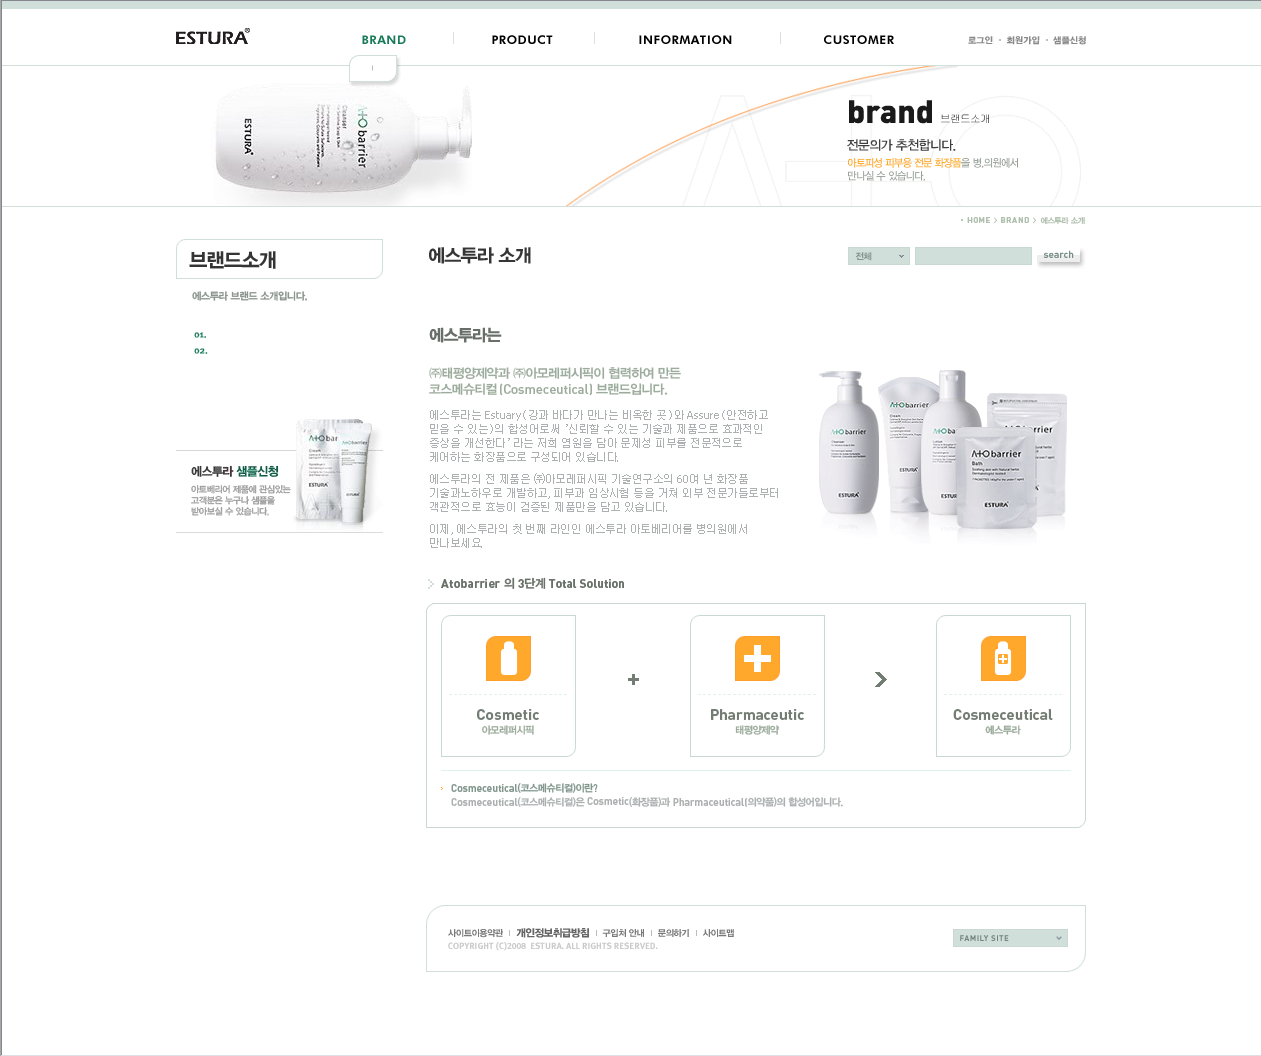 ESTURA®
BRAND
PRODUCT
INFORMATION
CUSTOMER
로그인 · 회원가입 · 샘플신청
ESTURA
A+O barrier
Cleanser
brand 브랜드소개
전문의가 추천합니다.
아토피성 피부용 전문 화장품을 병,의원에서
만나실 수 있습니다.
HOME > BRAND > 에스투라 소개
브랜드소개
에스투라 브랜드 소개입니다.
01.
02.
에스투라 샘플신청
아토베리어 제품에 관심있는
고객분은 누구나 샘플을
받아보실 수 있습니다.
A+O bar
A+O barrier
ESTURA
에스투라 소개
전체
search
에스투라는
㈜태평양제약과 ㈜아모레퍼시픽이 협력하여 만든
코스메슈티컬 (Cosmeceutical) 브랜드입니다.
에스투라는 Estuary(강과 바다가 만나는 비옥한 곳)와 Assure(안전하고
믿을 수 있는)의 합성어로써 '신뢰할 수 있는 기술과 제품으로 효과적인
증상을 개선한다' 라는 저희 염원을 담아 문제성 피부를 전문적으로
케어하는 화장품으로 구성되어 있습니다.
에스투라의 전 제품은 ㈜아모레퍼시픽 기술연구소의 60여 년 화장품
기술과노하우로 개발하고, 피부과 임상시험 등을 거쳐 외부 전문가들로부터
객관적으로 효능이 검증된 제품만을 담고 있습니다.
이제, 에스투라의 첫 번째 라인인 에스투라 아토베리어를 병의원에서
만나보세요.
A+O barrier
ESTURA
A+O barrier
A+O barrier
Bath
ESTURA
Atobarrier 의 3단계 Total Solution
Cosmetic
아모레퍼시픽
+
Pharmaceutic
태평양제약
>
Cosmeceutical
에스투라
Cosmeceutical(코스메슈티컬)이란?
Cosmeceutical(코스메슈티컬)은 Cosmetic(화장품)과 Pharmaceutical(의약품)의 합성어입니다.
사이트이용약관 | 개인정보취급방침 | 구입처 안내 | 문의하기 | 사이트맵
COPYRIGHT (C)2008 ESTURA. ALL RIGHTS RESERVED.
FAMILY SITE